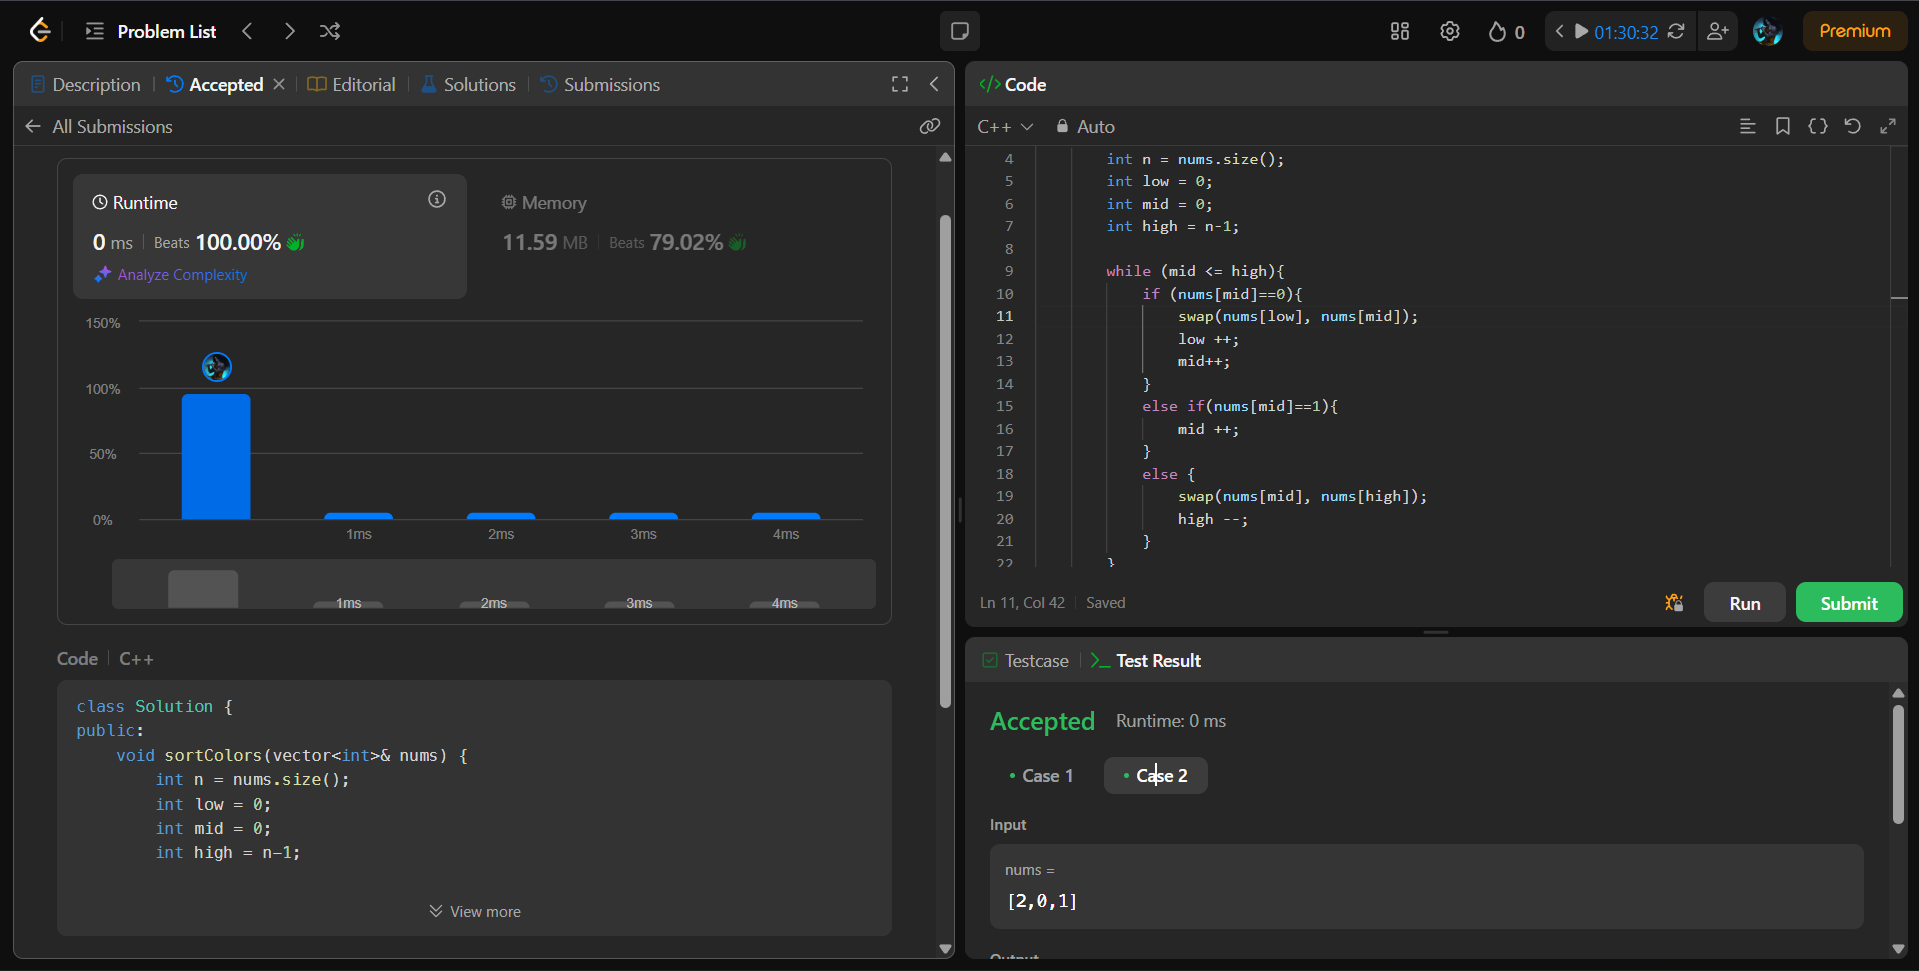 Problem List
0
01:30:32
Premium
Description
Accepted
Editorial
Solutions
Submissions
All Submissions
Runtime
0 ms
Beats 100.00%
Analyze Complexity
Memory
11.59 MB
Beats 79.02%
150%
100%
50%
0%
1ms
2ms
3ms
4ms
1ms
2ms
3ms
4ms
Code
C++
class Solution {
public:
    void sortColors(vector<int>& nums) {
        int n = nums.size();
        int low = 0;
        int mid = 0;
        int high = n-1;
View more
</> Code
C++
Auto
4 int n = nums.size();
5 int low = 0;
6 int mid = 0;
7 int high = n-1;
8
9 while (mid <= high){
10 if (nums[mid]==0){
11 swap(nums[low], nums[mid]);
12 low ++;
13 mid++;
14 }
15 else if(nums[mid]==1){
16 mid ++;
17 }
18 else {
19 swap(nums[mid], nums[high]);
20 high --;
21 }
22 }
Ln 11, Col 42
Saved
Run
Submit
Testcase
Test Result
Accepted
Runtime: 0 ms
Case 1
Case 2
Input
nums =
[2,0,1]
Output